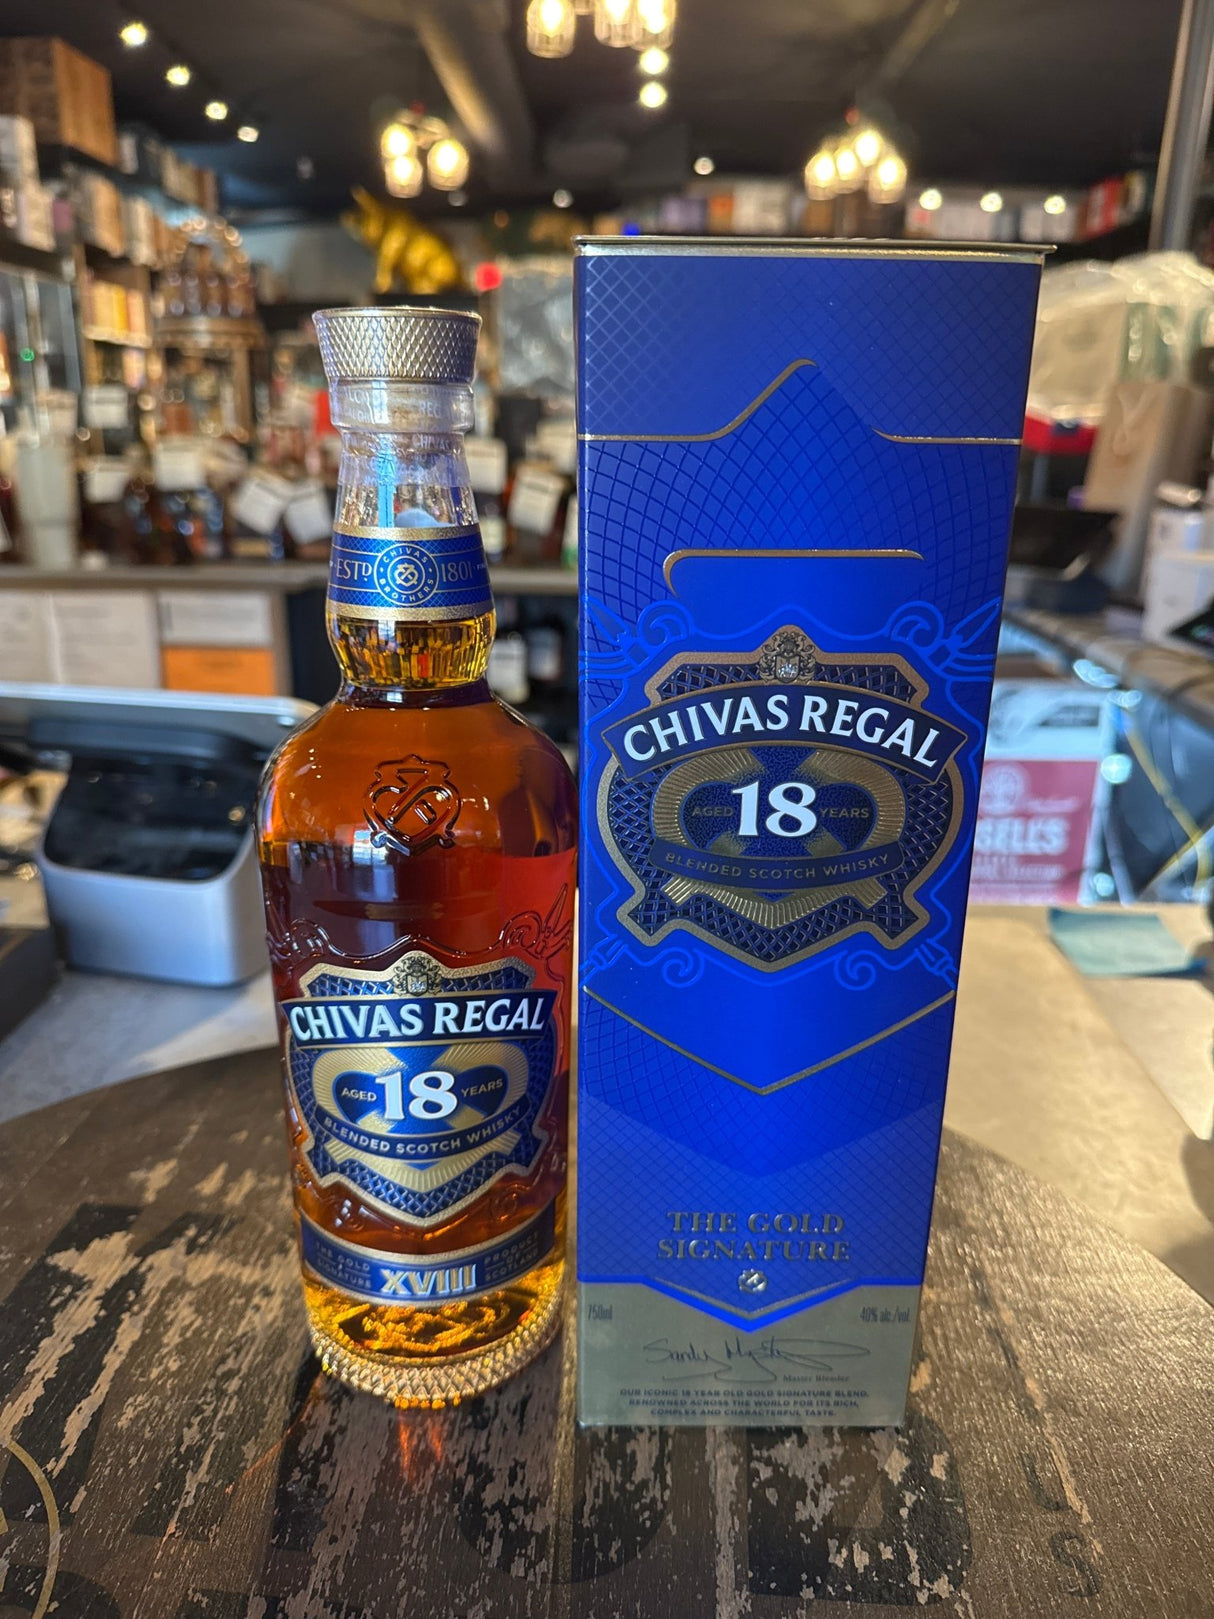 ESTD
CHIVAS
BROTHERS
1801
CHIVAS REGAL
AGED 18 YEARS
BLENDED SCOTCH WHISKY
THE GOLD
SIGNATURE
XVIII
PRODUCT
OF
SCOTLAND
CHIVAS REGAL
AGED 18 YEARS
BLENDED SCOTCH WHISKY
THE GOLD
SIGNATURE
750ml
40% alc./vol.
Master Blender
OUR ICONIC 18 YEAR OLD GOLD SIGNATURE BLEND,
RENOWNED ACROSS THE WORLD FOR ITS RICH,
COMPLEX AND CHARACTERFUL TASTE.